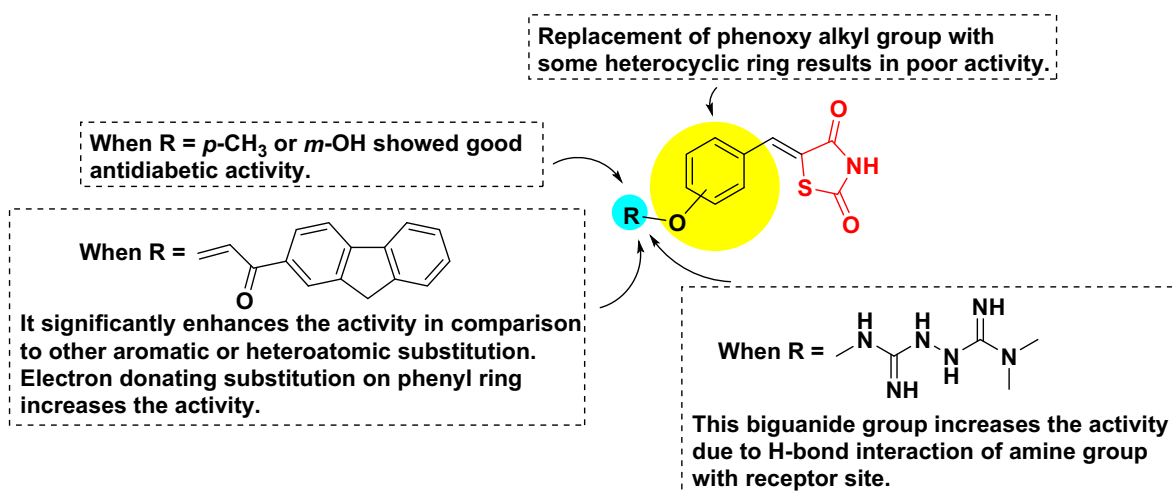 Replacement of phenoxy alkyl group with
some heterocyclic ring results in poor activity.
When R = p-CH₃ or m-OH showed good
antidiabetic activity.
O
NH
S
O
R
O
When R =
O
It significantly enhances the activity in comparison
to other aromatic or heteroatomic substitution.
Electron donating substitution on phenyl ring
increases the activity.
When R =
H
N
NH
H
N
NH
N
H
NH
N
This biguanide group increases the activity
due to H-bond interaction of amine group
with receptor site.